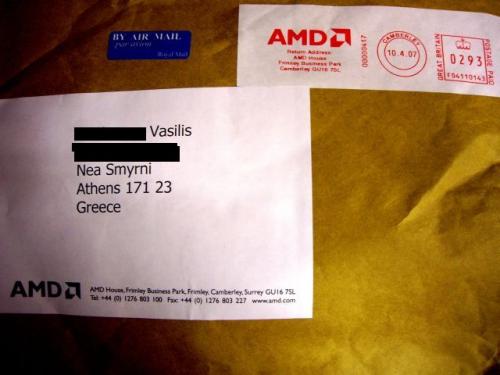 BY AIR MAIL
par avion
Royal Mail
AMD
Return Address:
AMD House
Frimley Business Park
Camberley GU16 7SL
00000417
CAMBERLEY
10.4.07
GREAT BRITAIN
0293
POSTAGE PAID
FD4110143
Vasilis
Nea Smyrni
Athens 171 23
Greece
AMD AMD House, Frimley Business Park, Frimley, Camberley, Surrey GU16 7SL
Tel: +44 (0) 1276 803 100 Fax: +44 (0) 1276 803 227 www.amd.com